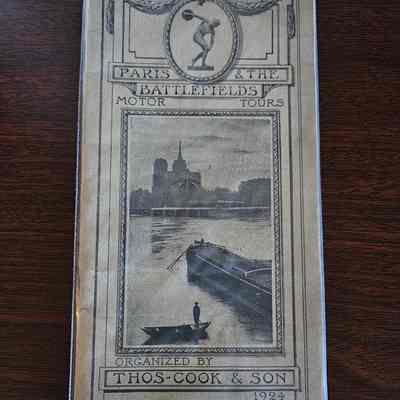 PARIS & THE
BATTLEFIELDS
MOTOR TOURS
ORGANIZED BY
THOS-COOK & SON
1924